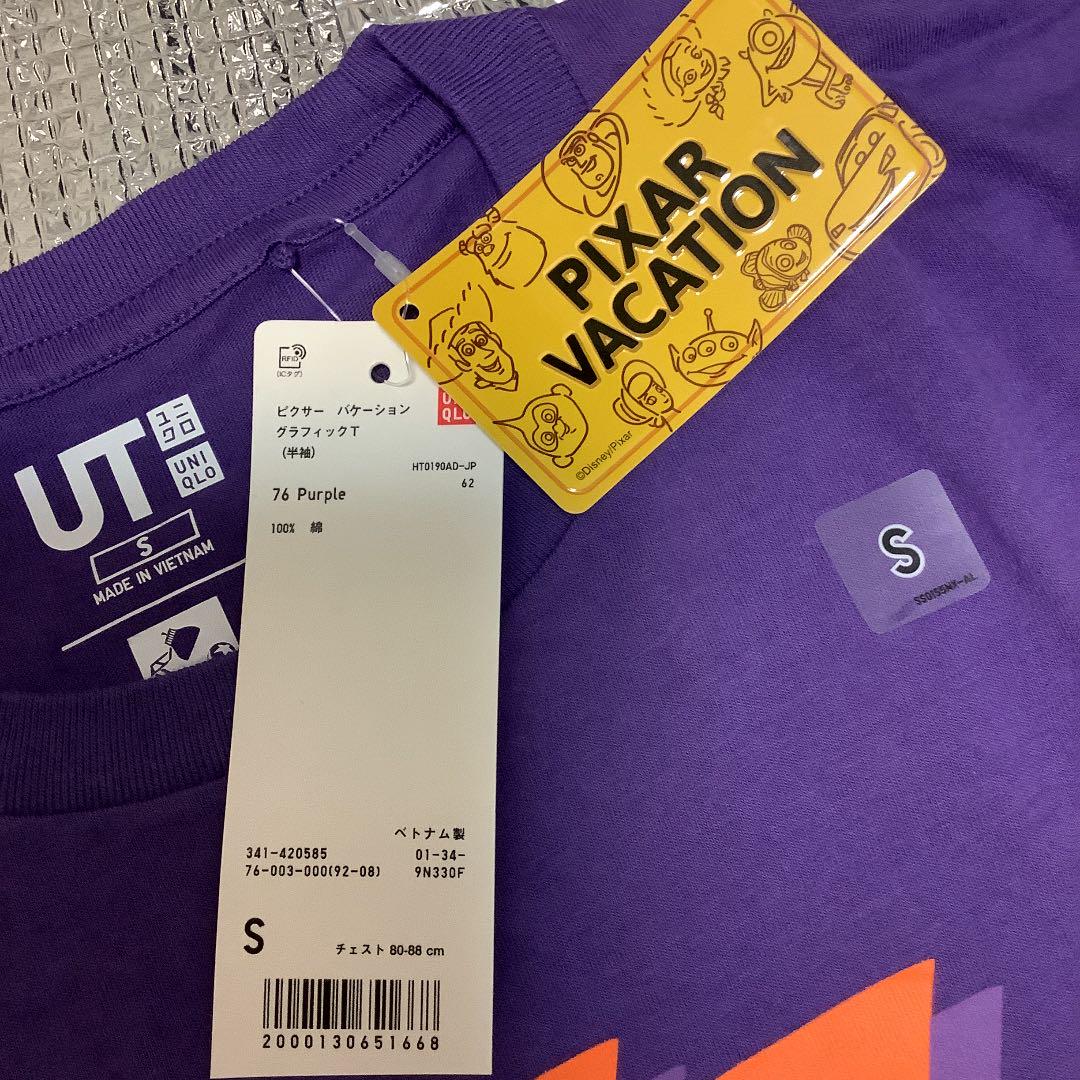 PIXAR
VACATION
©Disney/Pixar
UT
ユニ
クロ
UNI
QLO
S
MADE IN VIETNAM
RFID
(ICタグ)
ピクサー バケーション
グラフィックT
(半袖)
HT0190AD-JP
62
76 Purple
100% 綿
ベトナム製
341-420585 01-34-
76-003-000(92-08) 9N330F
S
チェスト 80-88 cm
2000130651668
S